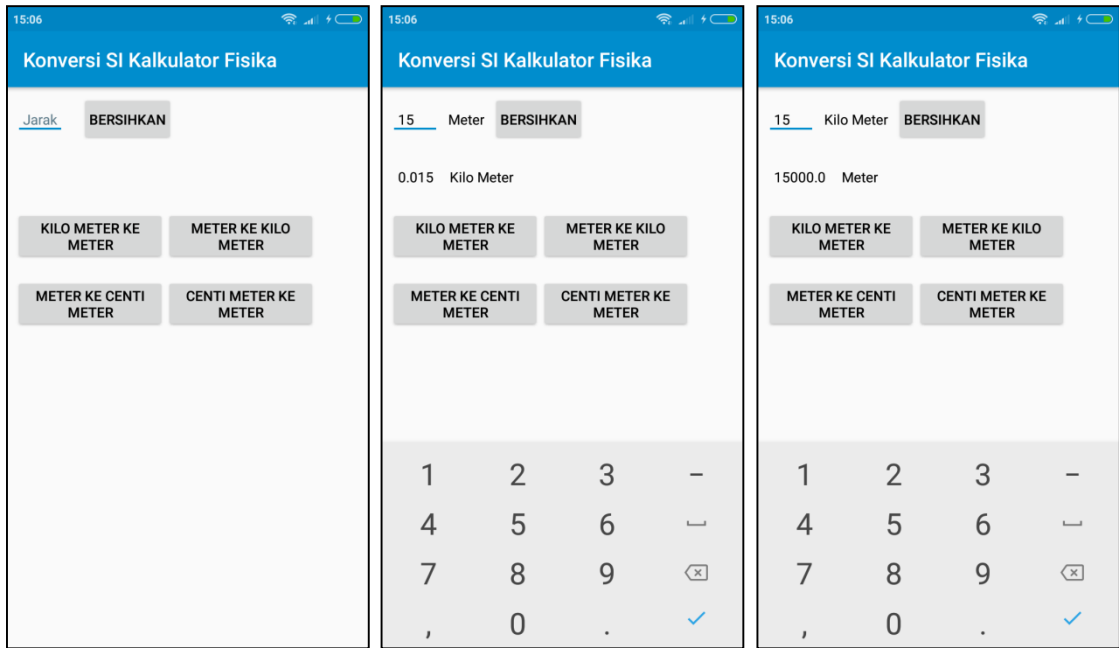 15:06
Konversi SI Kalkulator Fisika
Jarak BERSIHKAN
KILO METER KE
METER
METER KE KILO
METER
METER KE CENTI
METER
CENTI METER KE
METER
15:06
Konversi SI Kalkulator Fisika
15 Meter BERSIHKAN
0.015 Kilo Meter
KILO METER KE
METER
METER KE KILO
METER
METER KE CENTI
METER
CENTI METER KE
METER
1 2 3 –
4 5 6
7 8 9
, 0 .
15:06
Konversi SI Kalkulator Fisika
15 Kilo Meter BERSIHKAN
15000.0 Meter
KILO METER KE
METER
METER KE KILO
METER
METER KE CENTI
METER
CENTI METER KE
METER
1 2 3 –
4 5 6
7 8 9
, 0 .